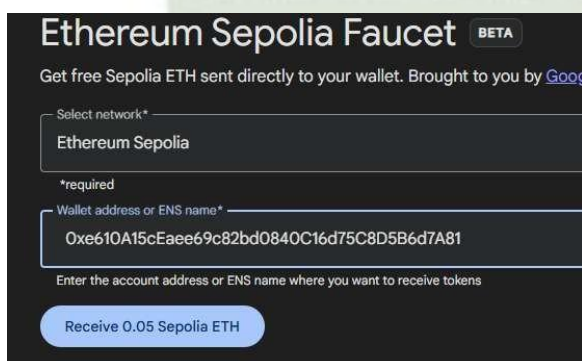 Ethereum Sepolia Faucet BETA
Get free Sepolia ETH sent directly to your wallet. Brought to you by Goog
Select network*
Ethereum Sepolia
*required
Wallet address or ENS name*
0xe610A15cEaee69c82bd0840C16d75C8D5B6d7A81
Enter the account address or ENS name where you want to receive tokens
Receive 0.05 Sepolia ETH